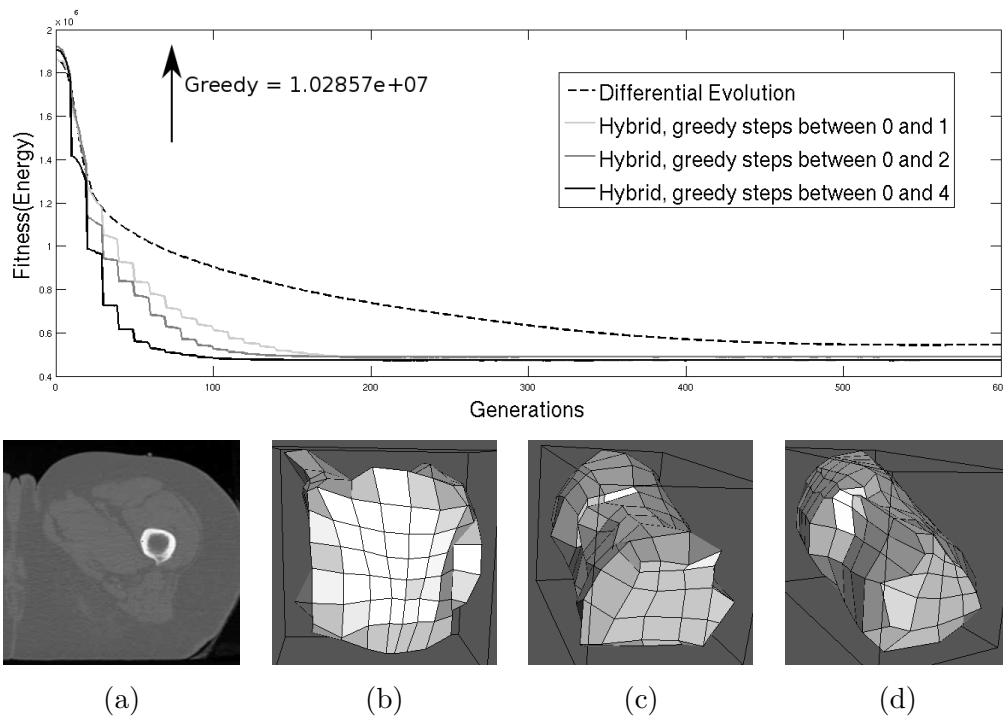 x 10^6
2
1.8
1.6
1.4
1.2
1
0.8
0.6
0.4
Fitness(Energy)
Greedy = 1.02857e+07
Differential Evolution
Hybrid, greedy steps between 0 and 1
Hybrid, greedy steps between 0 and 2
Hybrid, greedy steps between 0 and 4
0 100 200 300 400 500 60
Generations
(a) (b) (c) (d)